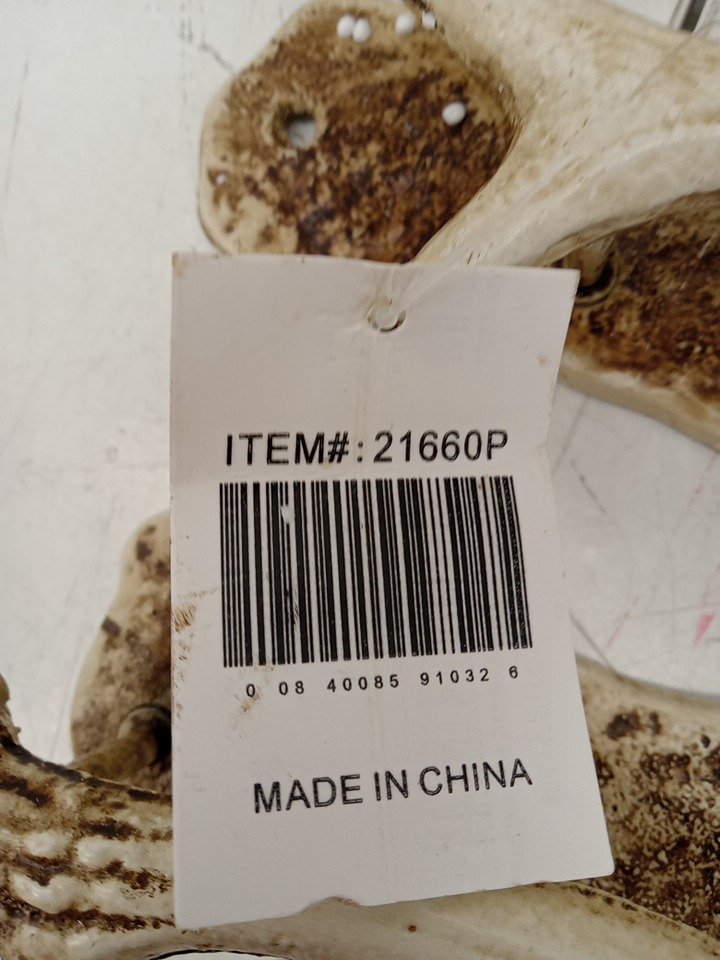 ITEM#: 21660P
0 08 40085 91032 6
MADE IN CHINA